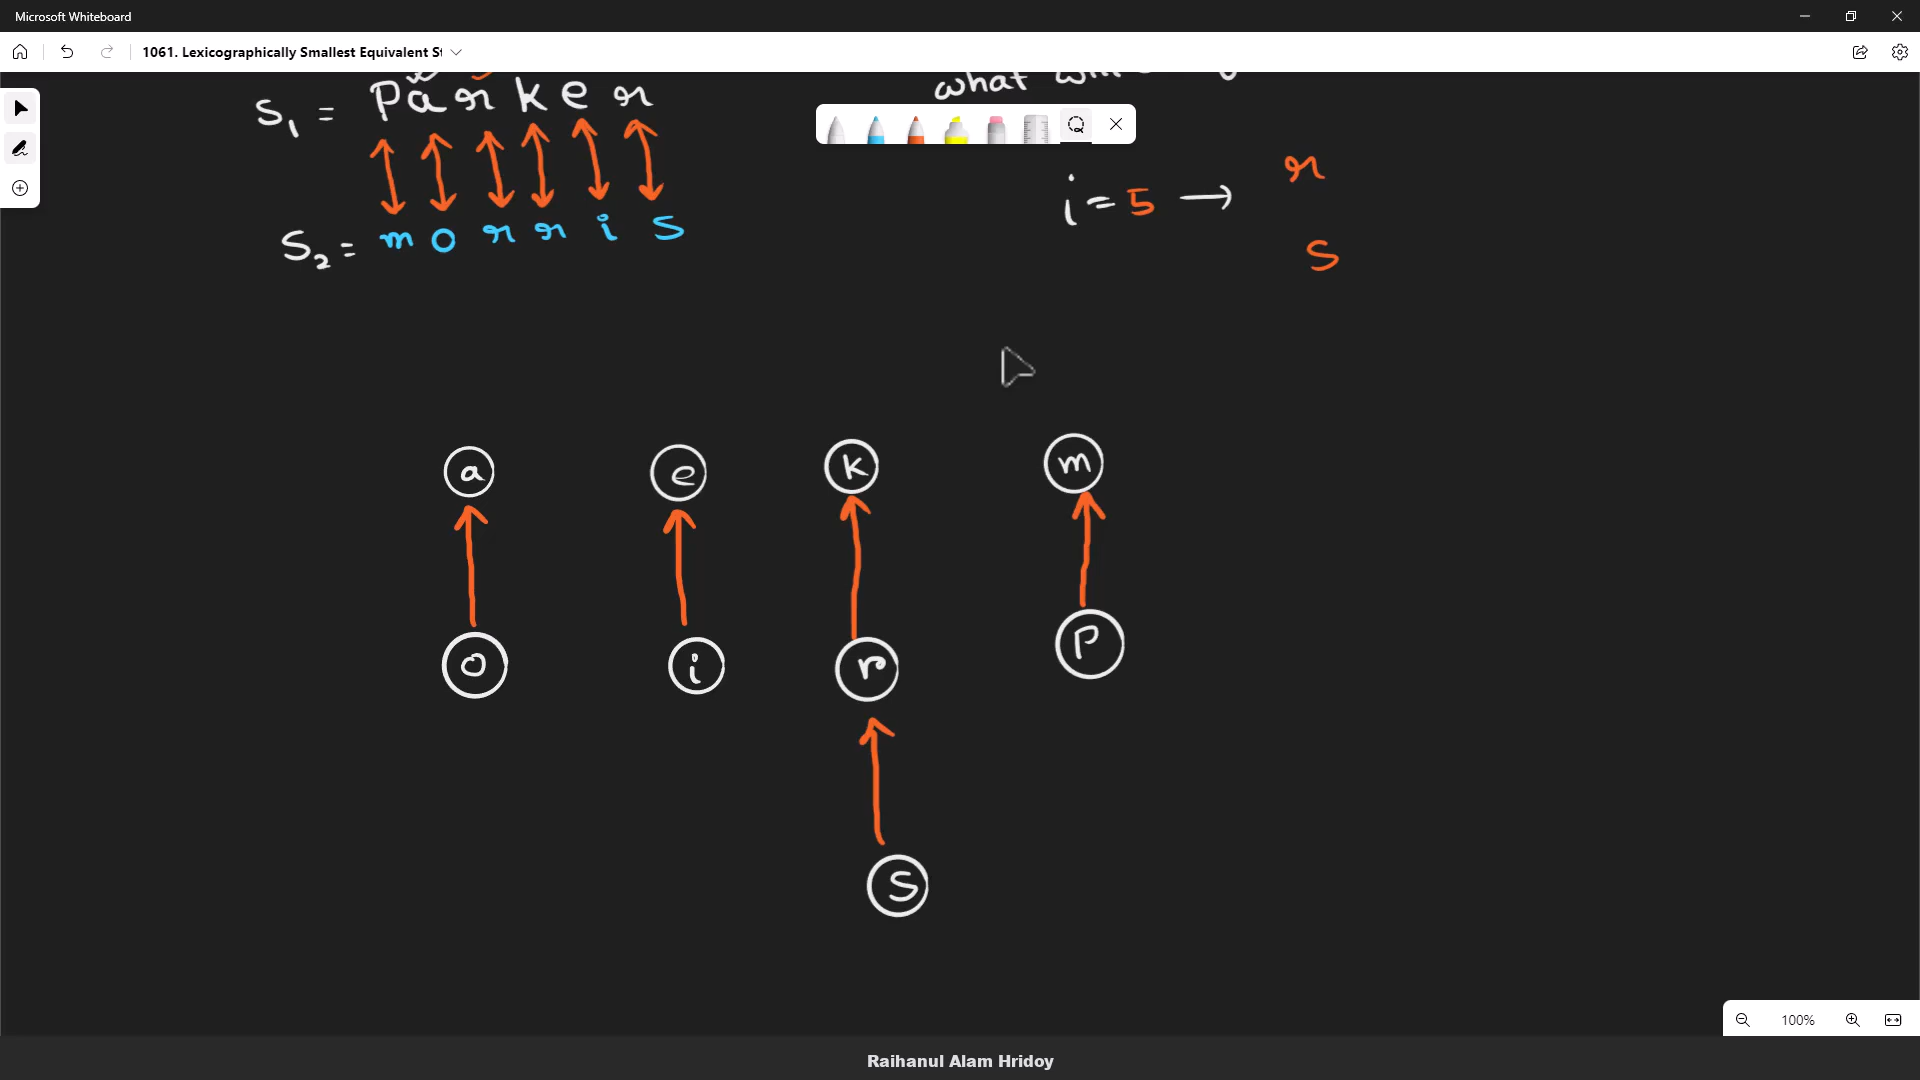 Microsoft Whiteboard
1061. Lexicographically Smallest Equivalent St
S1 = Parker
what
S2 = morris
i = 5 → r
s
a e k m
o i r P
S
100%
Raihanul Alam Hridoy